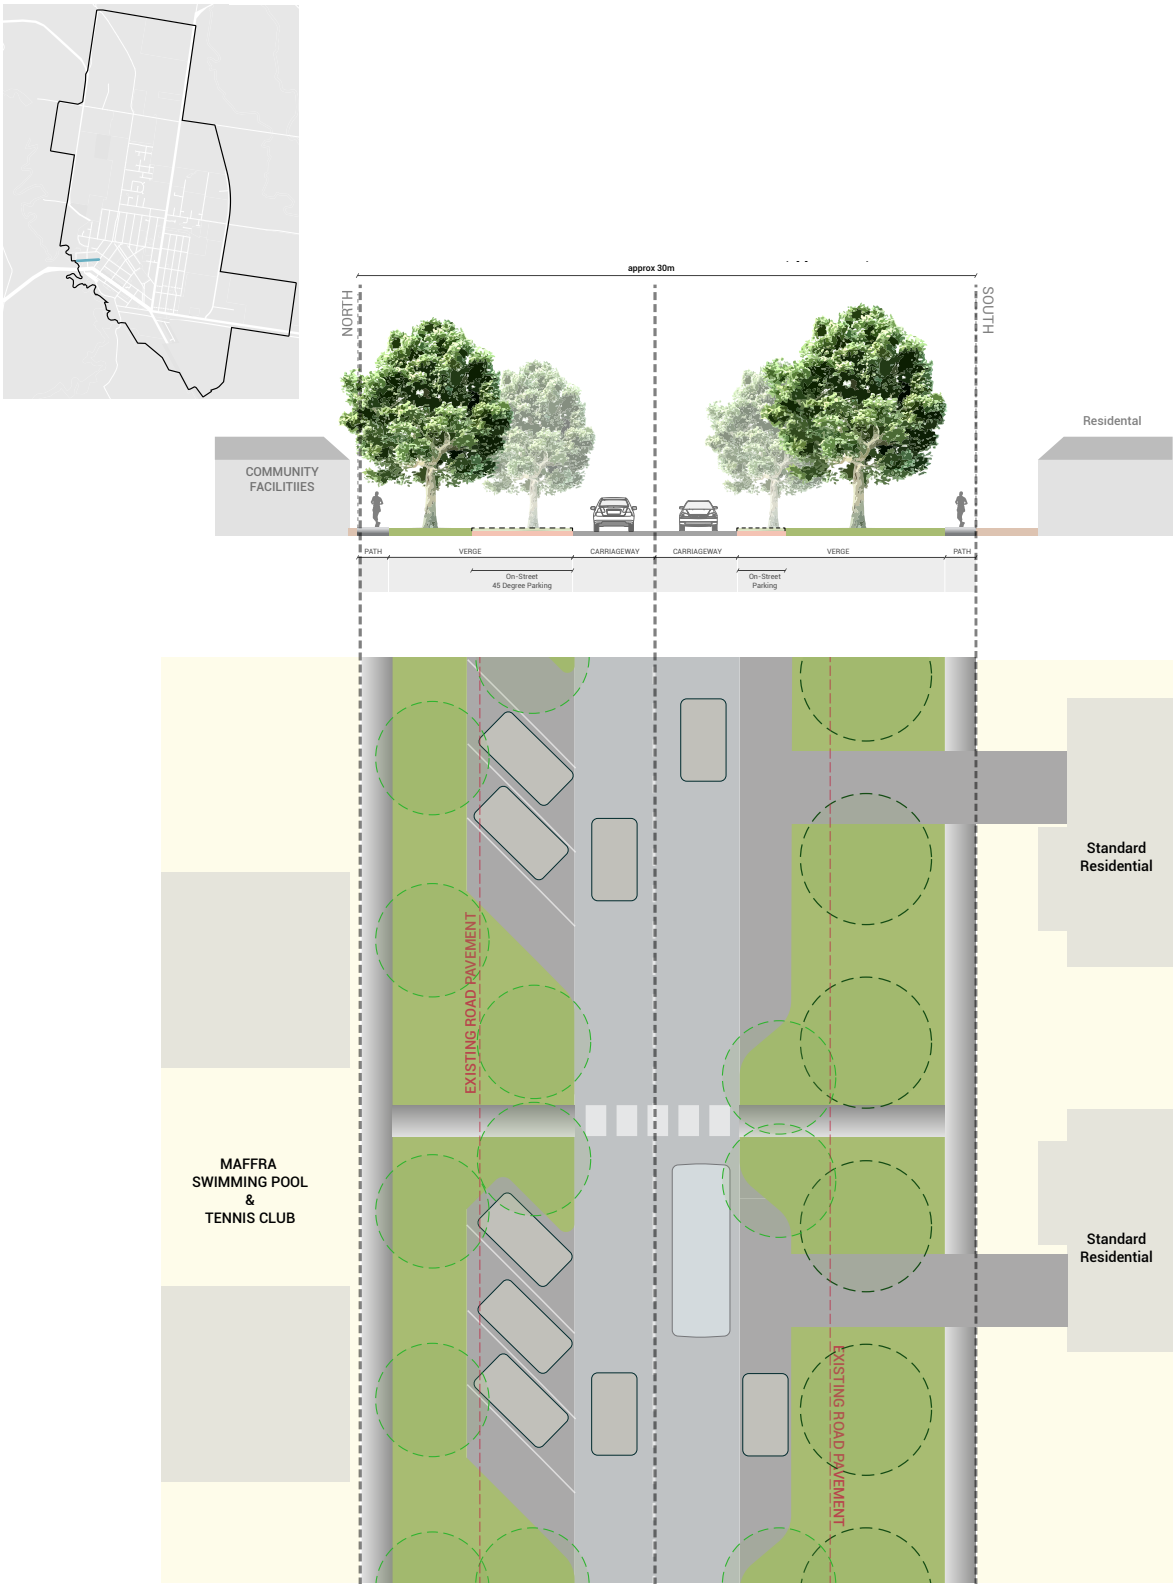 approx 30m
NORTH
SOUTH
Residental
COMMUNITY
FACILITIIES
PATH
VERGE
CARRIAGEWAY
CARRIAGEWAY
VERGE
PATH
On-Street
45 Degree Parking
On-Street
Parking
Standard
Residential
EXISTING ROAD PAVEMENT
MAFFRA
SWIMMING POOL
&
TENNIS CLUB
Standard
Residential
EXISTING ROAD PAVEMENT